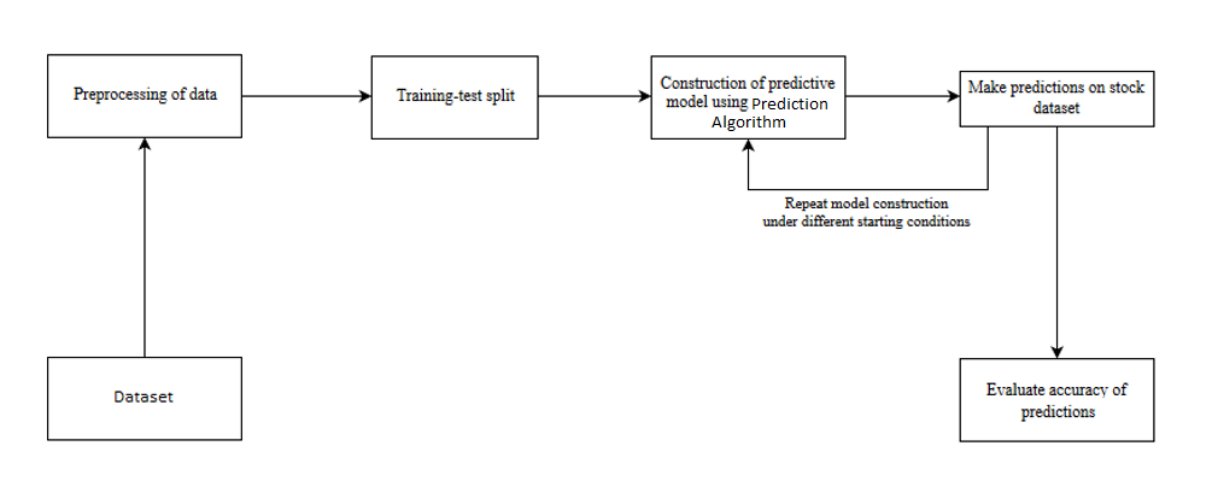 Preprocessing of data
Training-test split
Construction of predictive
model using Prediction
Algorithm
Make predictions on stock
dataset
Repeat model construction
under different starting conditions
Dataset
Evaluate accuracy of
predictions